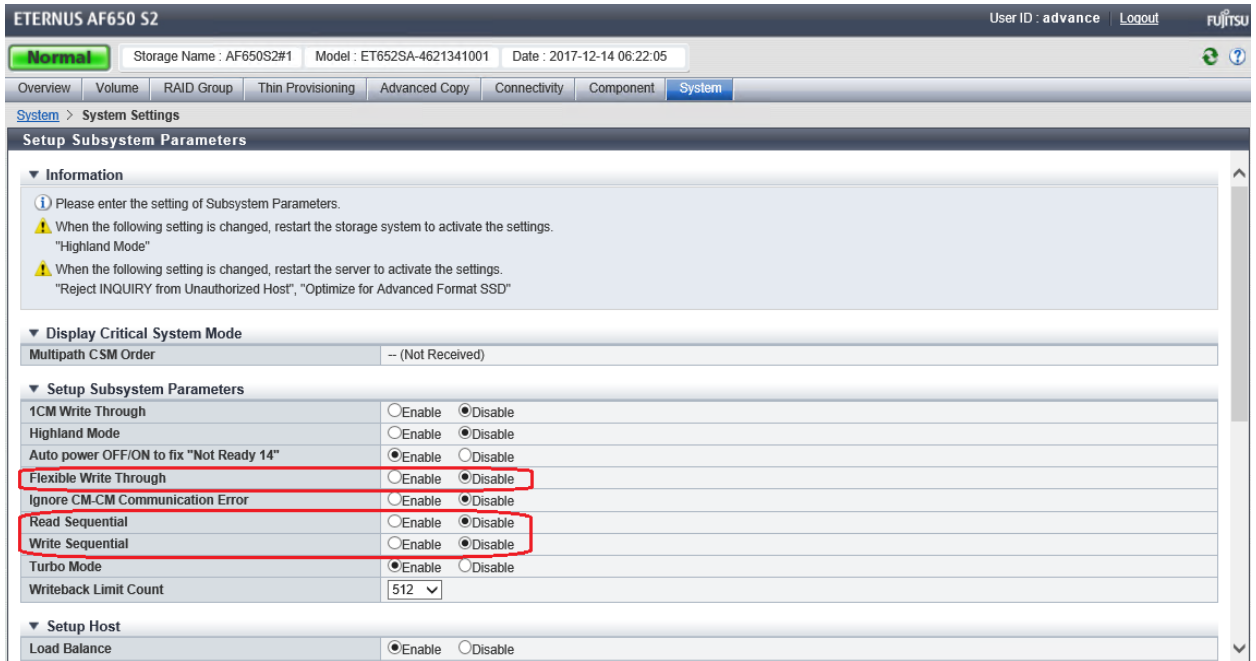 ETERNUS AF650 S2 User ID : advance Logout FUJITSU
Normal Storage Name : AF650S2#1 Model : ET652SA-4621341001 Date : 2017-12-14 06:22:05
Overview Volume RAID Group Thin Provisioning Advanced Copy Connectivity Component System
System > System Settings
Setup Subsystem Parameters
Information
Please enter the setting of Subsystem Parameters.
When the following setting is changed, restart the storage system to activate the settings.
"Highland Mode"
When the following setting is changed, restart the server to activate the settings.
"Reject INQUIRY from Unauthorized Host", "Optimize for Advanced Format SSD"
Display Critical System Mode
Multipath CSM Order -- (Not Received)
Setup Subsystem Parameters
1CM Write Through Enable Disable
Highland Mode Enable Disable
Auto power OFF/ON to fix "Not Ready 14" Enable Disable
Flexible Write Through Enable Disable
Ignore CM-CM Communication Error Enable Disable
Read Sequential Enable Disable
Write Sequential Enable Disable
Turbo Mode Enable Disable
Writeback Limit Count 512
Setup Host
Load Balance Enable Disable